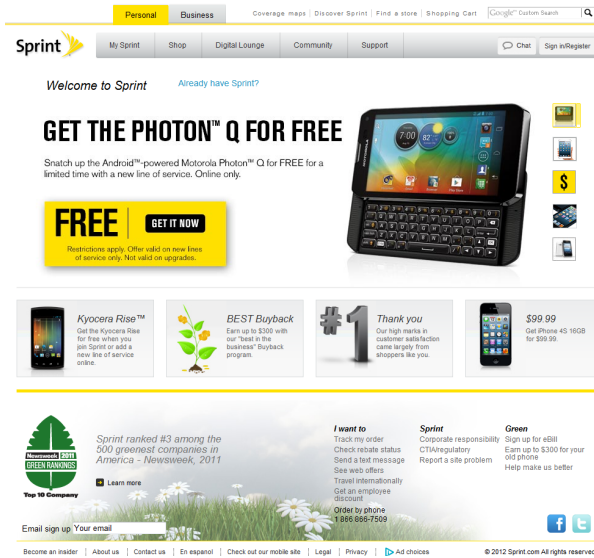 Personal Business
Coverage maps | Discover Sprint | Find a store | Shopping Cart
Google™ Custom Search
Sprint
My Sprint Shop Digital Lounge Community Support
Chat Sign in/Register
Welcome to Sprint Already have Sprint?
GET THE PHOTON™ Q FOR FREE
Snatch up the Android™-powered Motorola Photon™ Q for FREE for a
limited time with a new line of service. Online only.
FREE GET IT NOW
Restrictions apply. Offer valid on new lines
of service only. Not valid on upgrades.
MOTOROLA
$
Kyocera Rise™
Get the Kyocera
Rise for free when
you join Sprint or add a
new line of service
online.
BEST Buyback
Earn up to $300 with
our "best in the
business" Buyback
program.
#1
Thank you
Our high marks in
customer satisfaction
came largely from
shoppers like you.
$99.99
Get iPhone 4S 16GB
for $99.99.
Newsweek 2011
GREEN RANKINGS
Top 10 Company
Sprint ranked #3 among the
500 greenest companies in
America - Newsweek, 2011
Learn more
I want to
Track my order
Check rebate status
Send a text message
See web offers
Travel internationally
Get an employee
discount
Order by phone
1 866 866-7509
Sprint
Corporate responsibility
CTIA/regulatory
Report a site problem
Green
Sign up for eBill
Earn up to $300 for your
old phone
Help make us better
Email sign up Your email
Become an insider | About us | Contact us | En espanol | Check out our mobile site | Legal | Privacy | Ad choices
© 2012 Sprint.com All rights reserved.